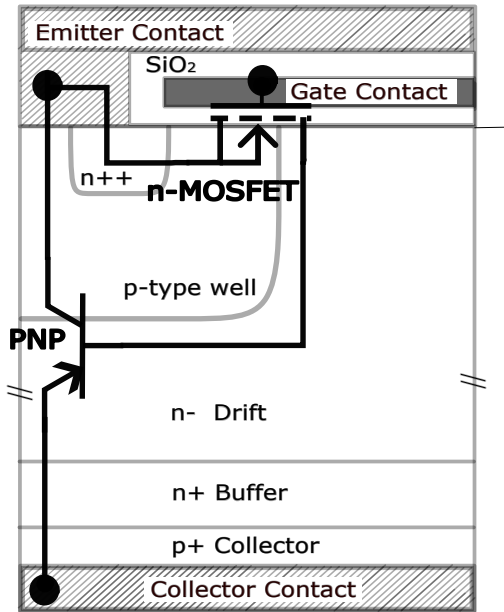 Emitter Contact
SiO₂
Gate Contact
n++
n-MOSFET
p-type well
PNP
n- Drift
n+ Buffer
p+ Collector
Collector Contact